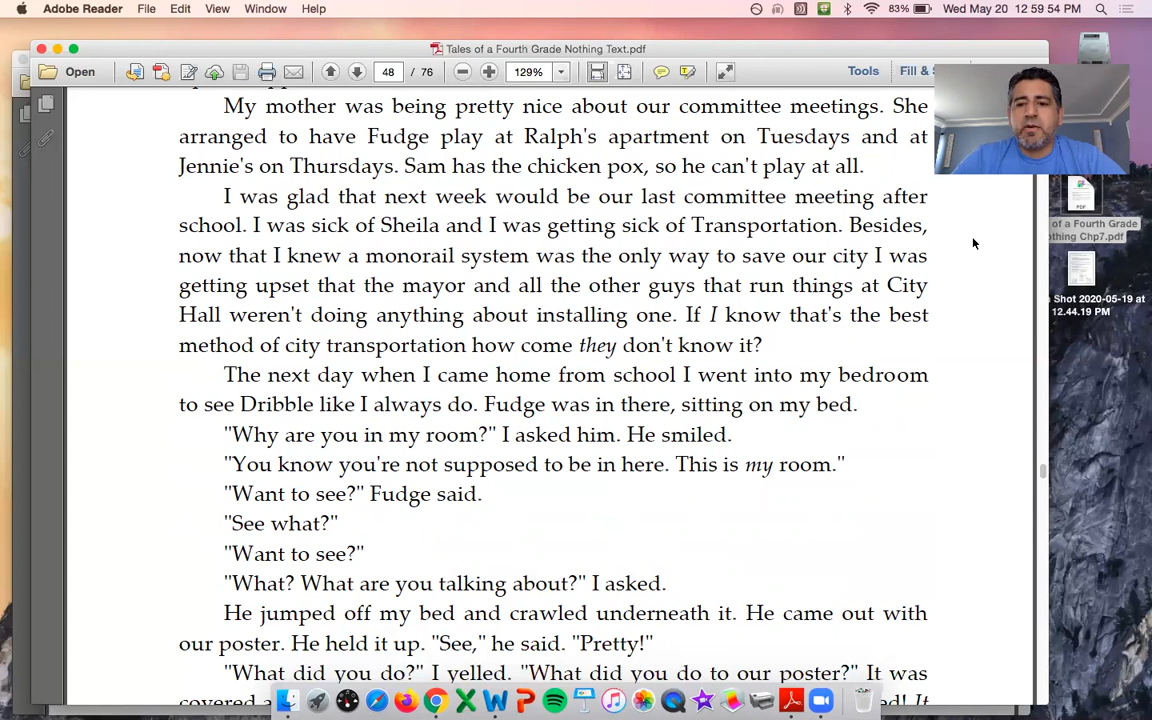 Adobe Reader File Edit View Window Help 83% Wed May 20 12:59:54 PM
Tales of a Fourth Grade Nothing Text.pdf
Open 48 / 76 129% Tools Fill &
My mother was being pretty nice about our committee meetings. She
arranged to have Fudge play at Ralph's apartment on Tuesdays and at
Jennie's on Thursdays. Sam has the chicken pox, so he can't play at all.
I was glad that next week would be our last committee meeting after
school. I was sick of Sheila and I was getting sick of Transportation. Besides,
now that I knew a monorail system was the only way to save our city I was
getting upset that the mayor and all the other guys that run things at City
Hall weren't doing anything about installing one. If I know that's the best
method of city transportation how come they don't know it?
The next day when I came home from school I went into my bedroom
to see Dribble like I always do. Fudge was in there, sitting on my bed.
"Why are you in my room?" I asked him. He smiled.
"You know you're not supposed to be in here. This is my room."
"Want to see?" Fudge said.
"See what?"
"Want to see?"
"What? What are you talking about?" I asked.
He jumped off my bed and crawled underneath it. He came out with
our poster. He held it up. "See," he said. "Pretty!"
"What did you do?" I yelled. "What did you do to our poster?" It was
covered
It
PDF
of a Fourth Grade
thing Chp7.pdf
Shot 2020-05-19 at
12.44.19 PM